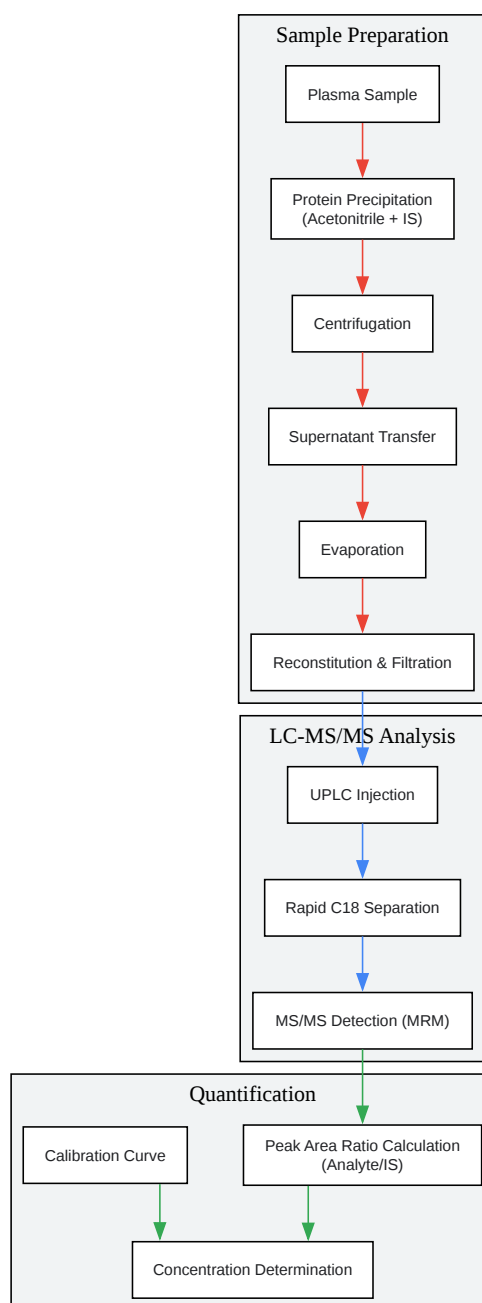 Sample Preparation
Plasma Sample
Protein Precipitation
(Acetonitrile + IS)
Centrifugation
Supernatant Transfer
Evaporation
Reconstitution & Filtration
LC-MS/MS Analysis
UPLC Injection
Rapid C18 Separation
MS/MS Detection (MRM)
Quantification
Calibration Curve
Peak Area Ratio Calculation
(Analyte/IS)
Concentration Determination